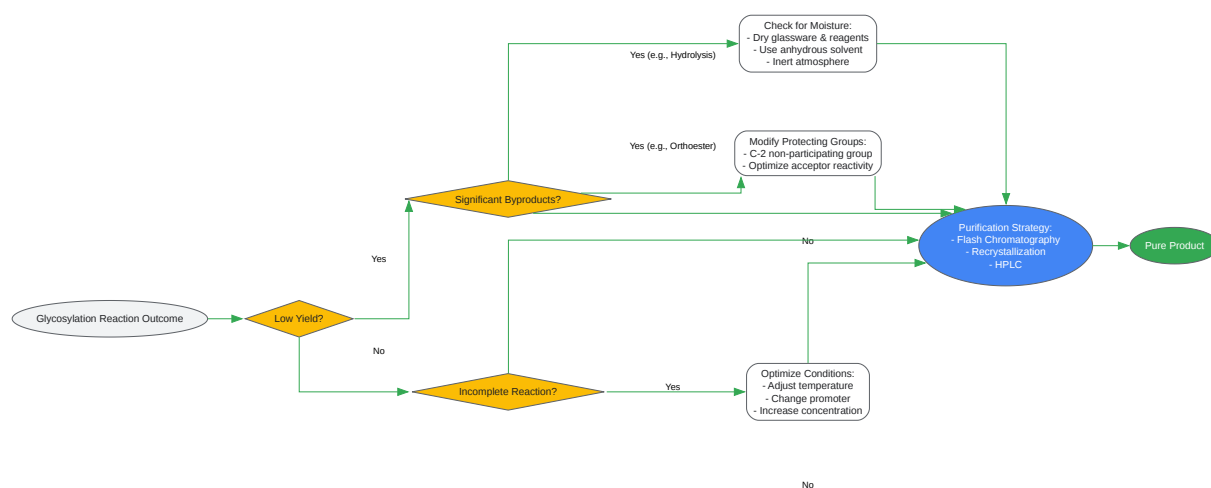 Check for Moisture:
- Dry glassware & reagents
- Use anhydrous solvent
- Inert atmosphere
Yes (e.g., Hydrolysis)
Modify Protecting Groups:
- C-2 non-participating group
- Optimize acceptor reactivity
Yes (e.g., Orthoester)
Significant Byproducts?
Purification Strategy:
- Flash Chromatography
- Recrystallization
- HPLC
Pure Product
No
Yes
Glycosylation Reaction Outcome
Low Yield?
No
Incomplete Reaction?
Yes
Optimize Conditions:
- Adjust temperature
- Change promoter
- Increase concentration
No